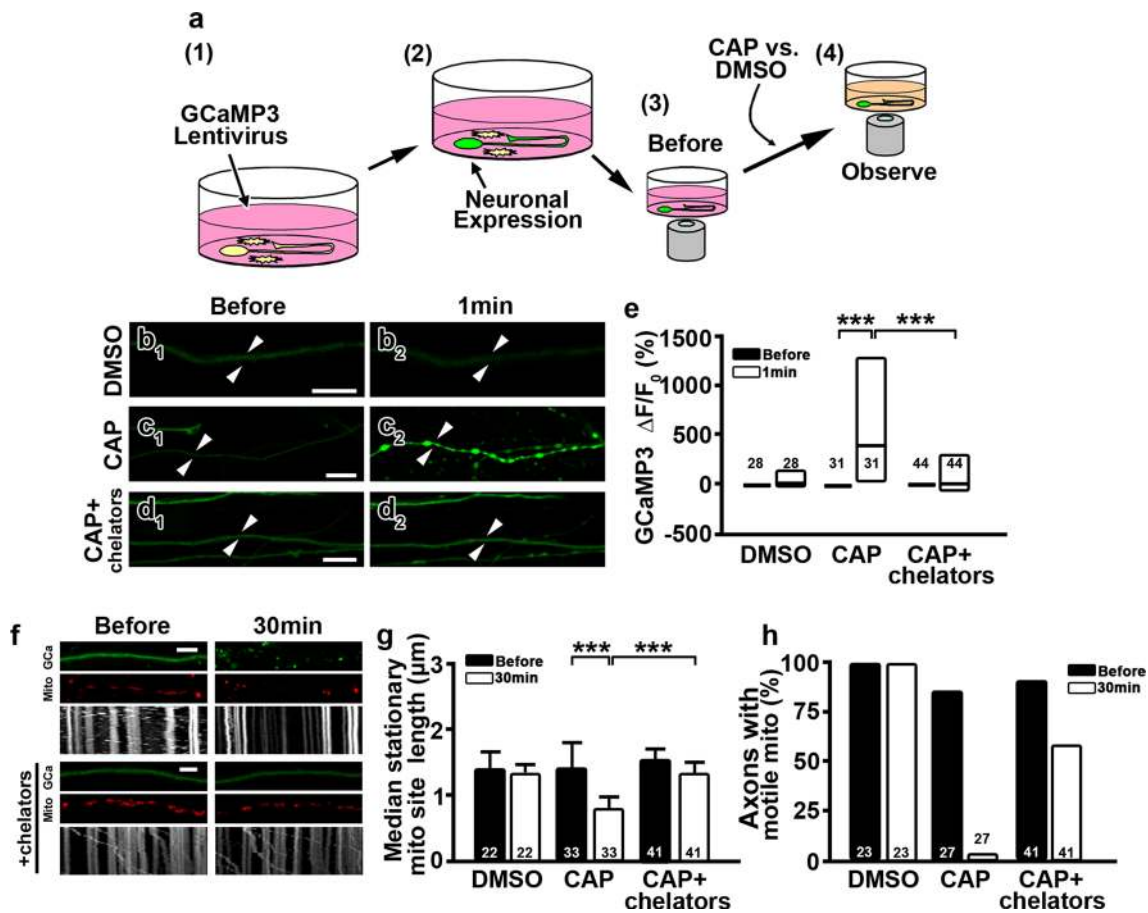 a
(1)
GCaMP3
Lentivirus
(2)
Neuronal
Expression
(3)
Before
CAP vs.
DMSO
(4)
Observe
Before
1min
DMSO
b1
b2
CAP
c1
c2
CAP+
chelators
d1
d2
e
GCaMP3 ΔF/F0 (%)
1500
1000
500
0
-500
Before
1min
***
***
28
28
31
31
44
44
DMSO
CAP
CAP+
chelators
f
Before
30min
GCa
Mito
+chelators
GCa
Mito
g
Median stationary
mito site length (μm)
3
2
1
0
Before
30min
***
***
22
22
33
33
41
41
DMSO
CAP
CAP+
chelators
h
Axons with
motile mito (%)
100
75
50
25
0
Before
30min
23
23
27
27
41
41
DMSO
CAP
CAP+
chelators